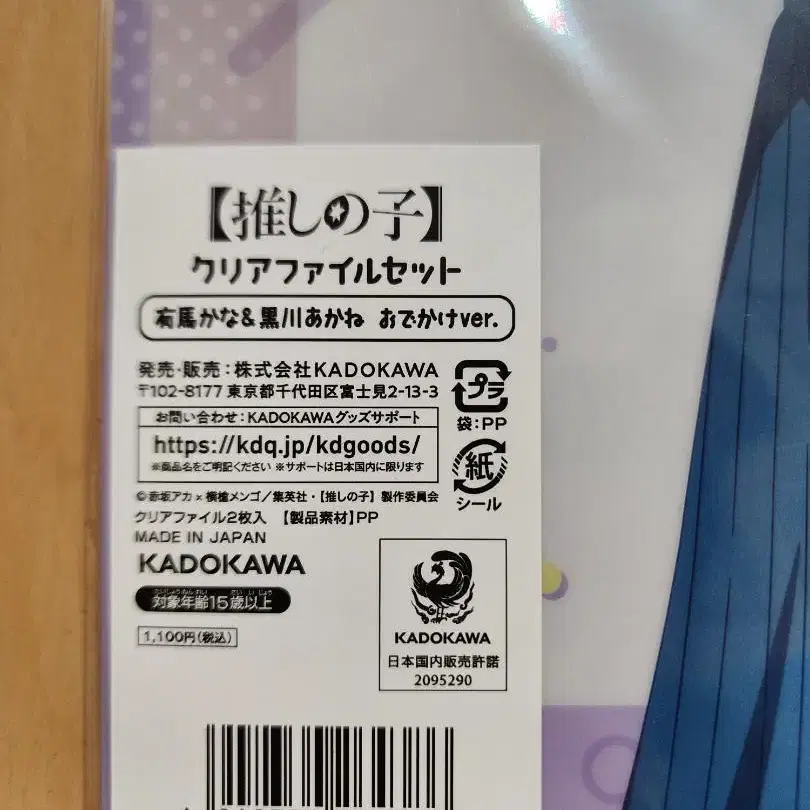 【推しの子】
クリアファイルセット
有馬かな&黒川あかね おでかけver.
発売・販売：株式会社KADOKAWA
〒102-8177 東京都千代田区富士見2-13-3
お問い合わせ：KADOKAWAグッズサポート
https://kdq.jp/kdgoods/
※商品名をご明記ください ※サポートは日本国内に限ります
プラ
袋：PP
紙
シール
©赤坂アカ×横槍メンゴ／集英社・【推しの子】製作委員会
クリアファイル2枚入 【製品素材】PP
MADE IN JAPAN
KADOKAWA
対象年齢15歳以上
1,100円（税込）
KADOKAWA
日本国内販売許諾
2095290